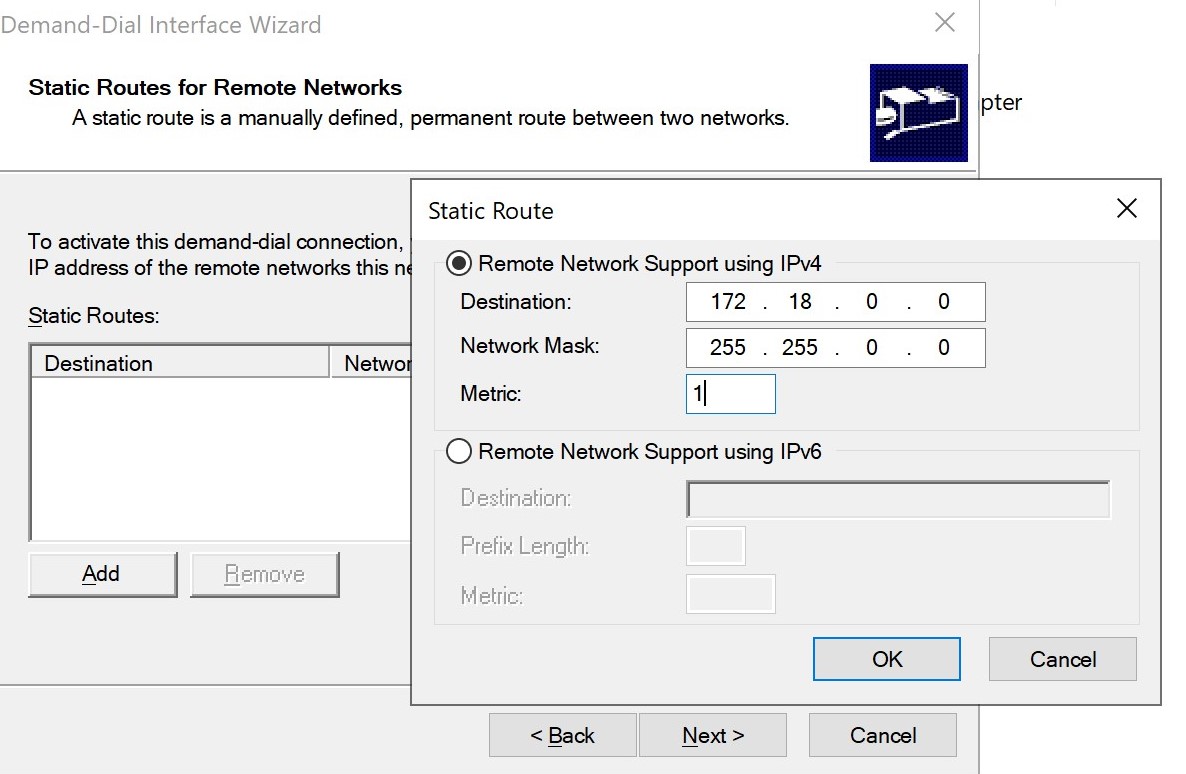 Demand-Dial Interface Wizard
Static Routes for Remote Networks
A static route is a manually defined, permanent route between two networks.
pter
To activate this demand-dial connection,
IP address of the remote networks this ne
Static Routes:
Destination Networ
Add Remove
Static Route
Remote Network Support using IPv4
Destination: 172 . 18 . 0 . 0
Network Mask: 255 . 255 . 0 . 0
Metric: 1
Remote Network Support using IPv6
Destination:
Prefix Length:
Metric:
OK Cancel
< Back Next > Cancel